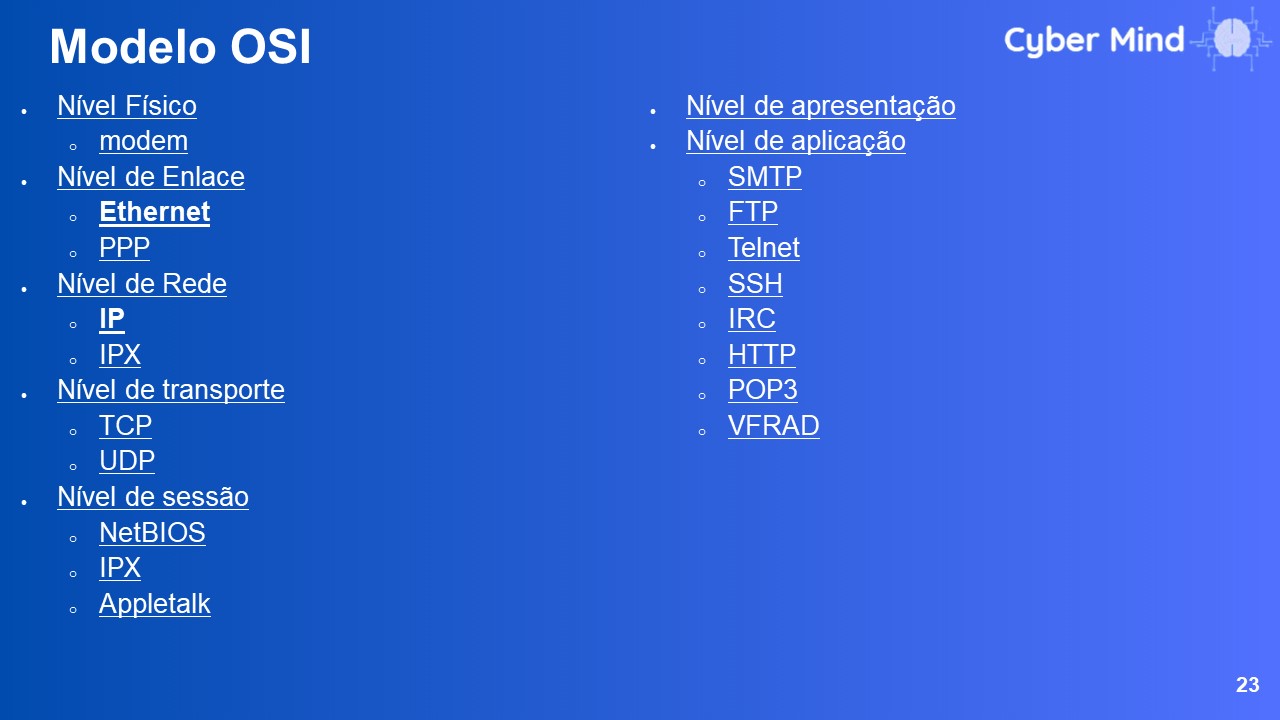 Modelo OSI
Cyber Mind
• Nível Físico
○ modem
• Nível de Enlace
○ Ethernet
○ PPP
• Nível de Rede
○ IP
○ IPX
• Nível de transporte
○ TCP
○ UDP
• Nível de sessão
○ NetBIOS
○ IPX
○ Appletalk
• Nível de apresentação
• Nível de aplicação
○ SMTP
○ FTP
○ Telnet
○ SSH
○ IRC
○ HTTP
○ POP3
○ VFRAD
23